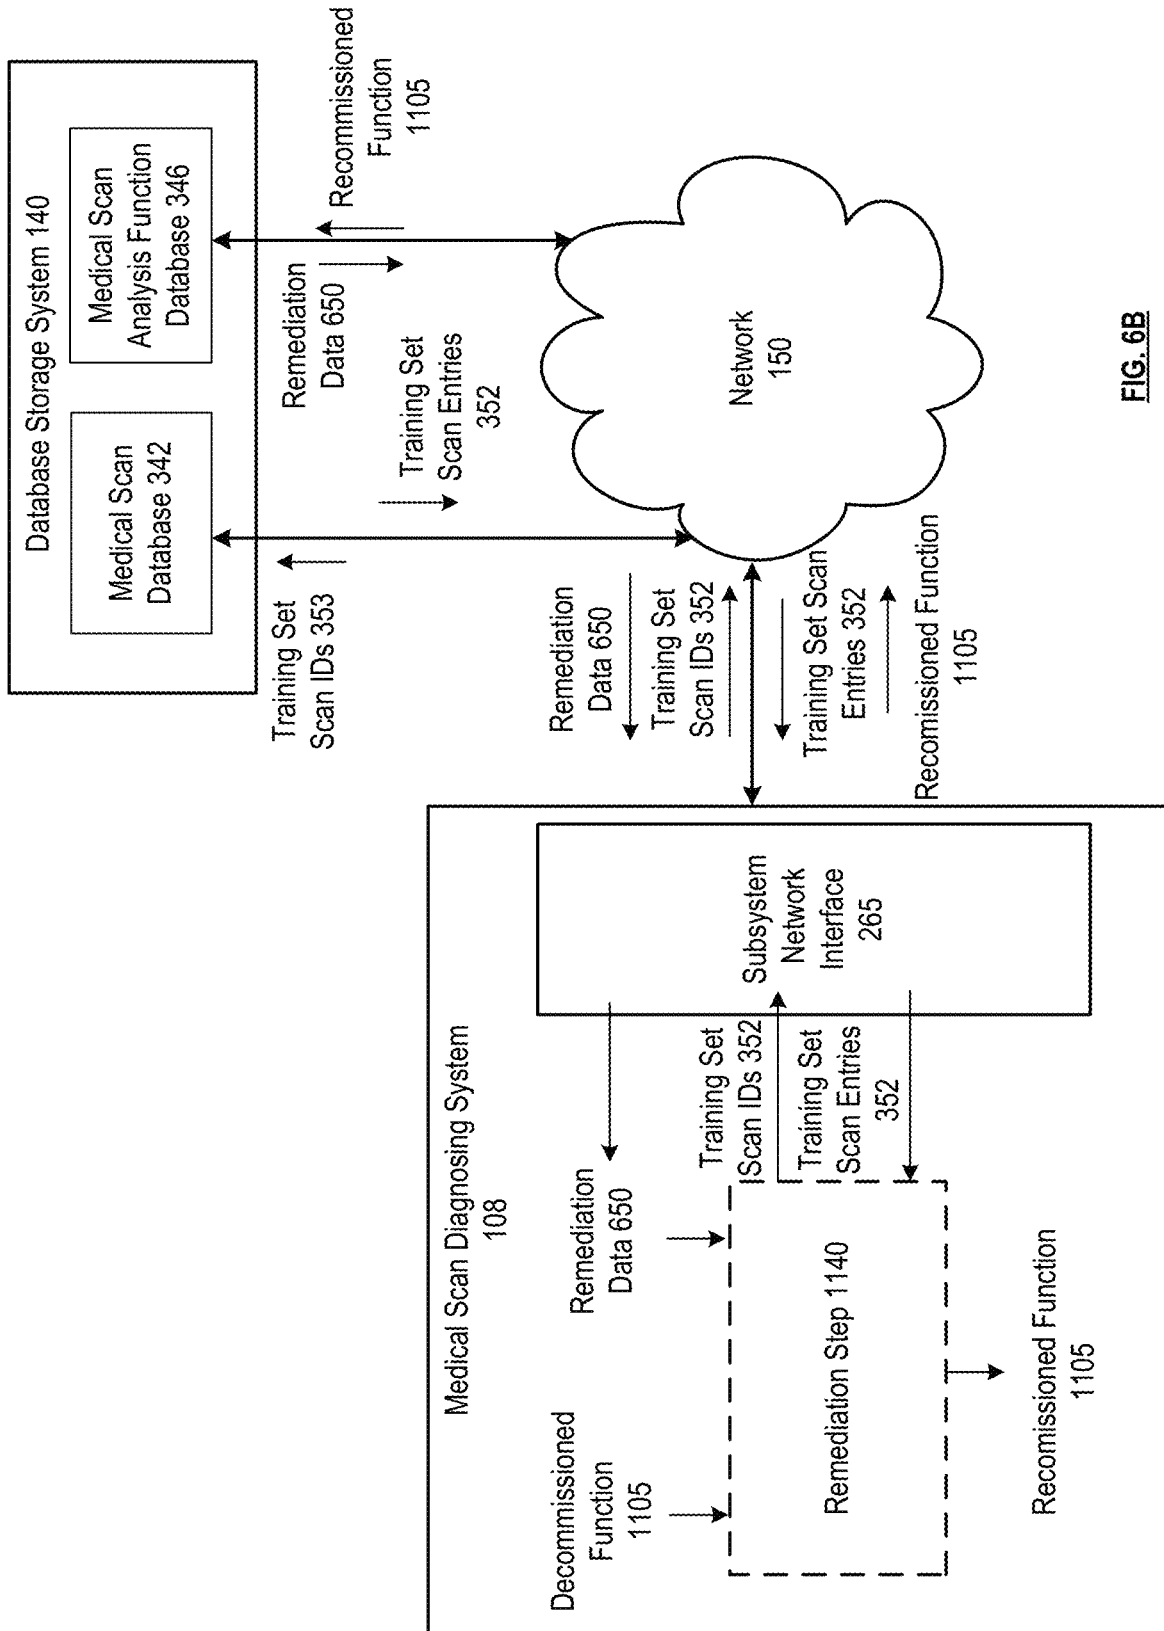 Database Storage System 140
Medical Scan
Database 342
Medical Scan
Analysis Function
Database 346
Training Set
Scan IDs 353
Training Set
Scan Entries
352
Remediation
Data 650
Recommissioned
Function
1105
Network
150
Remediation
Data 650
Training Set
Scan IDs 352
Training Set Scan
Entries 352
Recomissioned Function
1105
Medical Scan Diagnosing System
108
Subsystem
Network
Interface
265
Remediation
Data 650
Training Set
Scan IDs 352
Training Set
Scan Entries
352
Decommissioned
Function
1105
Remediation Step 1140
Recomissioned Function
1105
FIG. 6B